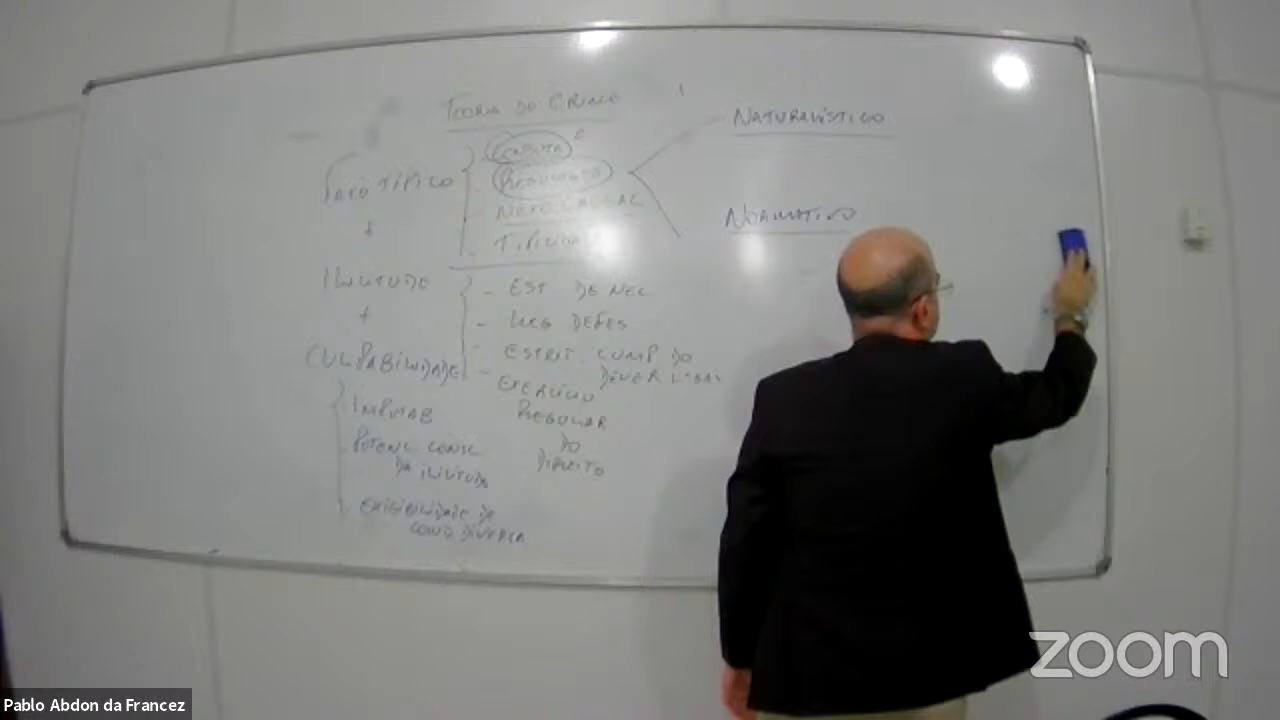 TEORIA DO CRIME
NATURALÍSTICO
CONDUTA
FATO TÍPICO
RESULTADO
NEXO CAUSAL
NORMATIVO
+
- TIPICIDA
ILICITUDE
- EST DE NEC
+
- LEG DEFES
- ESTRIT. CUMP DO
DEVER LEGAL
CULPABILIDADE
- EXERCÍCIO
REGULAR
DO
DIREITO
IMPUTAB
POTENC. CONSC
DA ILICITUDE
EXIGIBILIDADE DE
COND. DIVERSA
zoom
Pablo Abdon da Francez